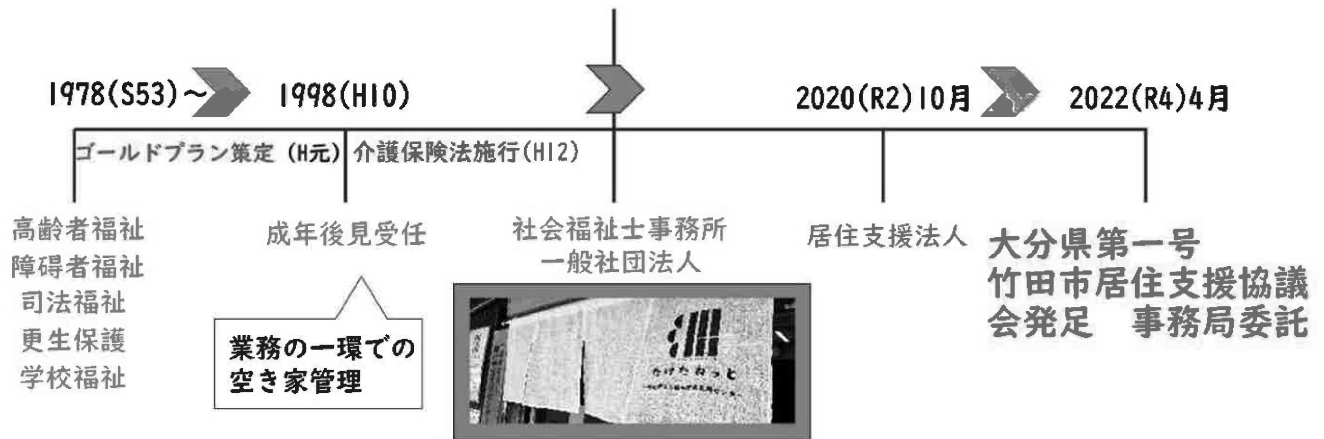 1978(S53)～
1998(H10)
2020(R2)10月
2022(R4)4月
ゴールドプラン策定(H元)
介護保険法施行(H12)
高齢者福祉
障碍者福祉
司法福祉
更生保護
学校福祉
成年後見受任
業務の一環での
空き家管理
社会福祉士事務所
一般社団法人
たけたねっと
居住支援法人
大分県第一号
竹田市居住支援協議
会発足　事務局委託